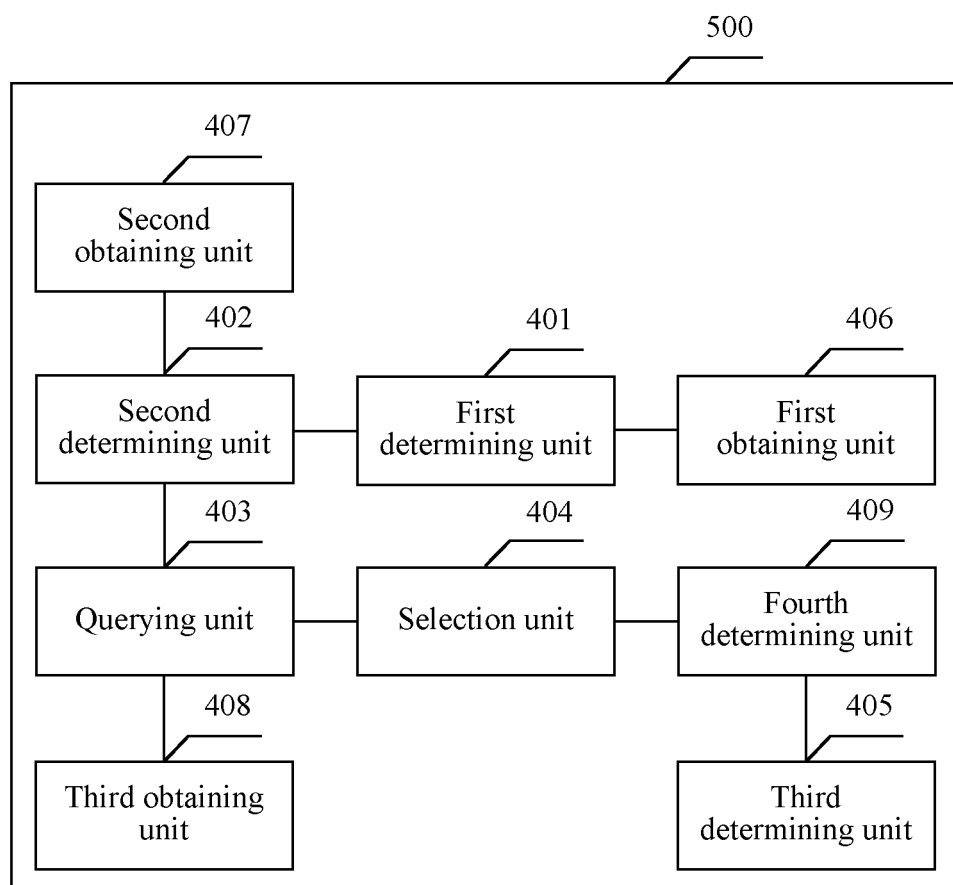 500
407
Second
obtaining unit
402
401
406
Second
determining unit
First
determining unit
First
obtaining unit
403
404
409
Querying unit
Selection unit
Fourth
determining unit
408
405
Third obtaining
unit
Third
determining unit